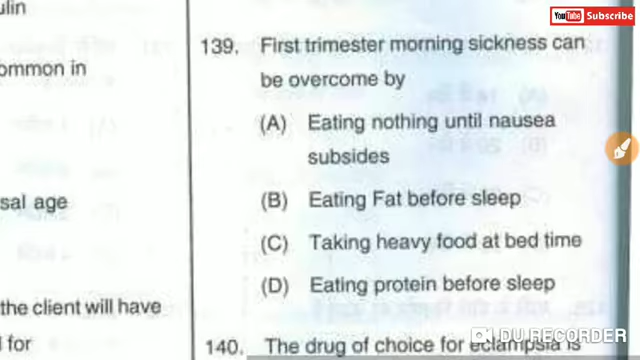 ulin
YouTube Subscribe
139. First trimester morning sickness can
ommon in
be overcome by
(A) Eating nothing until nausea
subsides
sal age
(B) Eating Fat before sleep
(C) Taking heavy food at bed time
(D) Eating protein before sleep
the client will have
l for
140. The drug of choice for eclampsia is
DU RECORDER